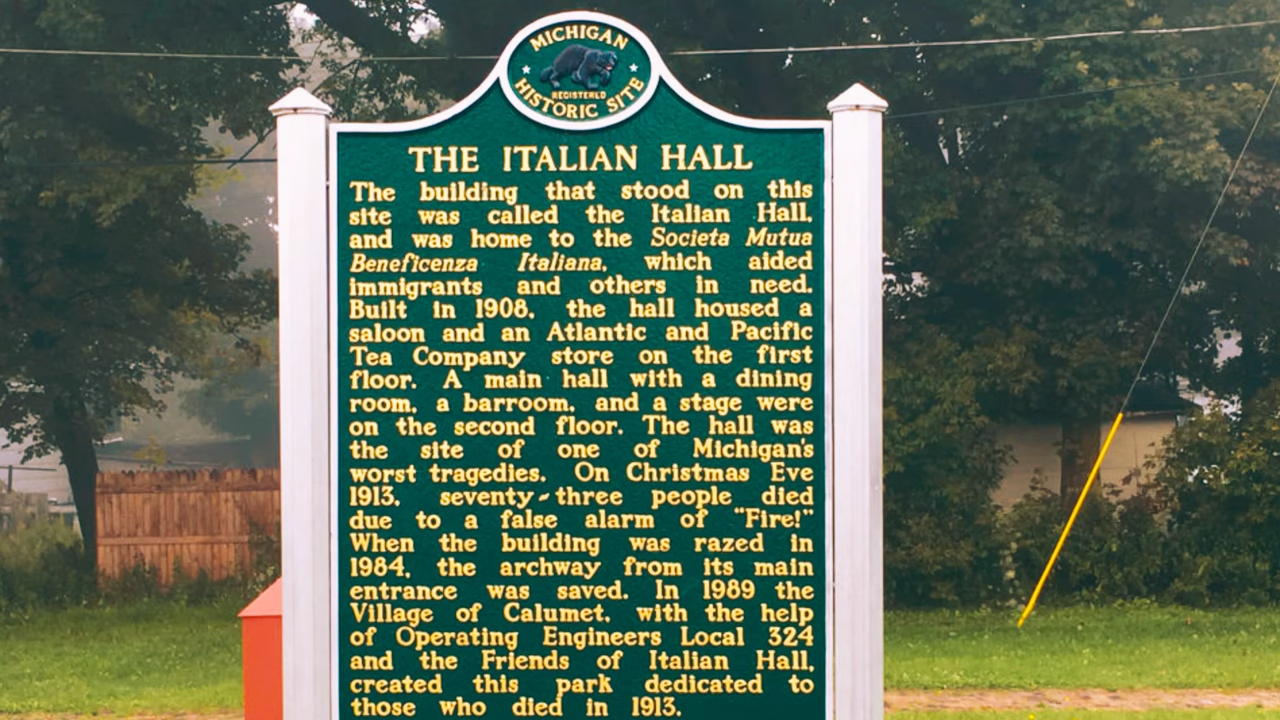 MICHIGAN
REGISTERED
HISTORIC SITE
THE ITALIAN HALL
The building that stood on this
site was called the Italian Hall,
and was home to the Societa Mutua
Beneficenza Italiana, which aided
immigrants and others in need.
Built in 1908, the hall housed a
saloon and an Atlantic and Pacific
Tea Company store on the first
floor. A main hall with a dining
room, a barroom, and a stage were
on the second floor. The hall was
the site of one of Michigan's
worst tragedies. On Christmas Eve
1913, seventy-three people died
due to a false alarm of "Fire!"
When the building was razed in
1984, the archway from its main
entrance was saved. In 1989 the
Village of Calumet, with the help
of Operating Engineers Local 324
and the Friends of Italian Hall,
created this park dedicated to
those who died in 1913.